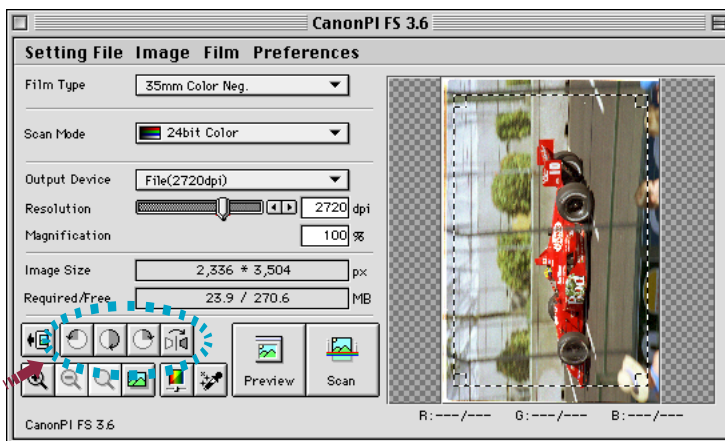 CanonPI FS 3.6
Setting File Image Film Preferences
Film Type 35mm Color Neg.
Scan Mode 24bit Color
Output Device File(2720dpi)
Resolution 2720 dpi
Magnification 100 %
Image Size 2,336 * 3,504 px
Required/Free 23.9 / 270.6 MB
Preview Scan
CanonPI FS 3.6
R:---/--- G:---/--- B:---/---